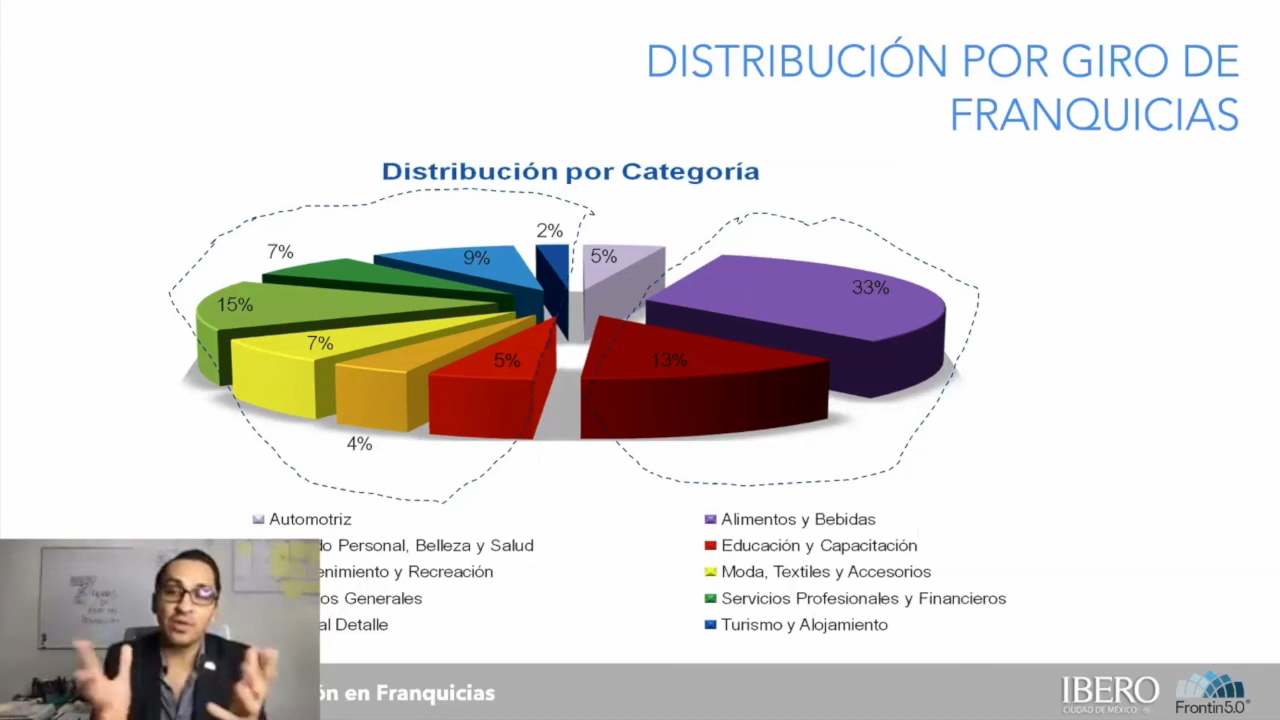 DISTRIBUCIÓN POR GIRO DE
FRANQUICIAS
Distribución por Categoría
2%
7%
9%
5%
33%
15%
7%
5%
13%
4%
Automotriz
Alimentos y Bebidas
do Personal, Belleza y Salud
Educación y Capacitación
enimiento y Recreación
Moda, Textiles y Accesorios
os Generales
Servicios Profesionales y Financieros
al Detalle
Turismo y Alojamiento
ón en Franquicias
IBERO
CIUDAD DE MÉXICO ®
Frontin5.0®